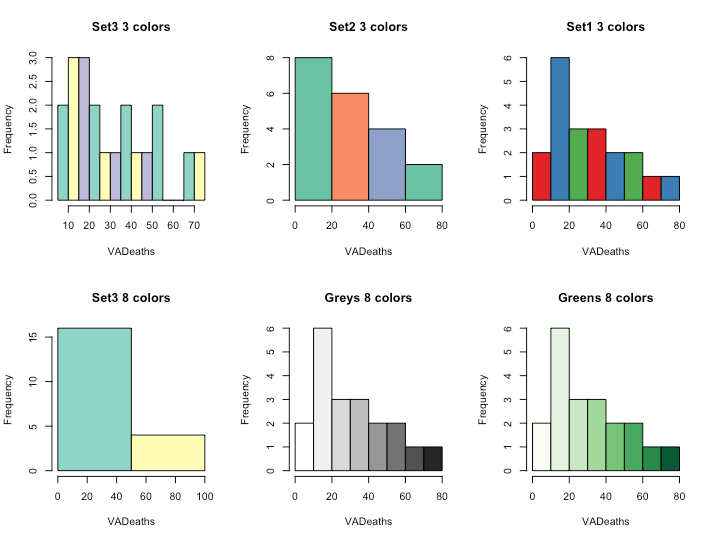 Set3 3 colors
Frequency
0.0 0.5 1.0 1.5 2.0 2.5 3.0
10 20 30 40 50 60 70
VADeaths
Set2 3 colors
Frequency
0 2 4 6 8
0 20 40 60 80
VADeaths
Set1 3 colors
Frequency
0 1 2 3 4 5 6
0 20 40 60 80
VADeaths
Set3 8 colors
Frequency
0 5 10 15
0 20 40 60 80 100
VADeaths
Greys 8 colors
Frequency
0 1 2 3 4 5 6
0 20 40 60 80
VADeaths
Greens 8 colors
Frequency
0 1 2 3 4 5 6
0 20 40 60 80
VADeaths